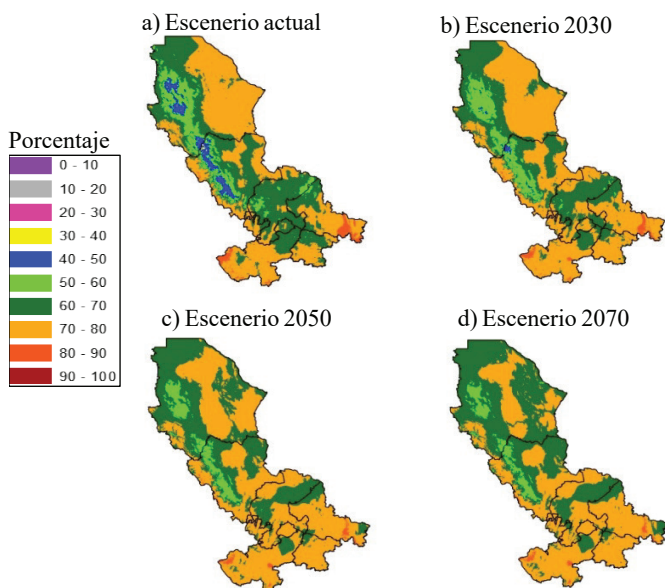 a) Escenerio actual
b) Escenerio 2030
Porcentaje
0 - 10
10 - 20
20 - 30
30 - 40
40 - 50
50 - 60
60 - 70
70 - 80
80 - 90
90 - 100
c) Escenerio 2050
d) Escenerio 2070